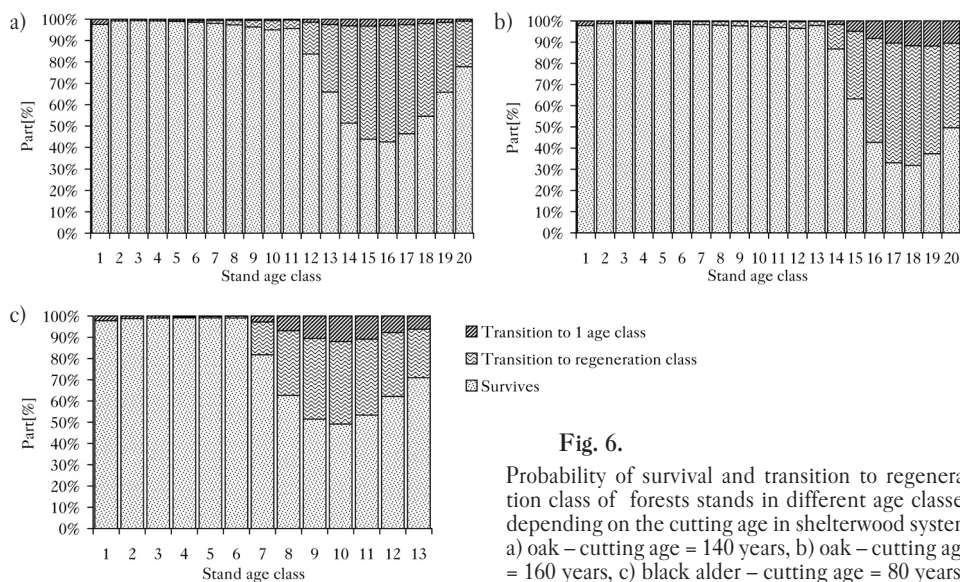 a)
100%
90%
80%
70%
60%
50%
40%
30%
20%
10%
0%
Part[%]
1 2 3 4 5 6 7 8 9 10 11 12 13 14 15 16 17 18 19 20
Stand age class
b)
100%
90%
80%
70%
60%
50%
40%
30%
20%
10%
0%
Part[%]
1 2 3 4 5 6 7 8 9 10 11 12 13 14 15 16 17 18 19 20
Stand age class
c)
100%
90%
80%
70%
60%
50%
40%
30%
20%
10%
0%
Part[%]
1 2 3 4 5 6 7 8 9 10 11 12 13
Stand age class
Transition to 1 age class
Transition to regeneration class
Survives
Fig. 6.
Probability of survival and transition to regenera
tion class of forests stands in different age classe
depending on the cutting age in shelterwood system
a) oak – cutting age = 140 years, b) oak – cutting ag
= 160 years, c) black alder – cutting age = 80 years